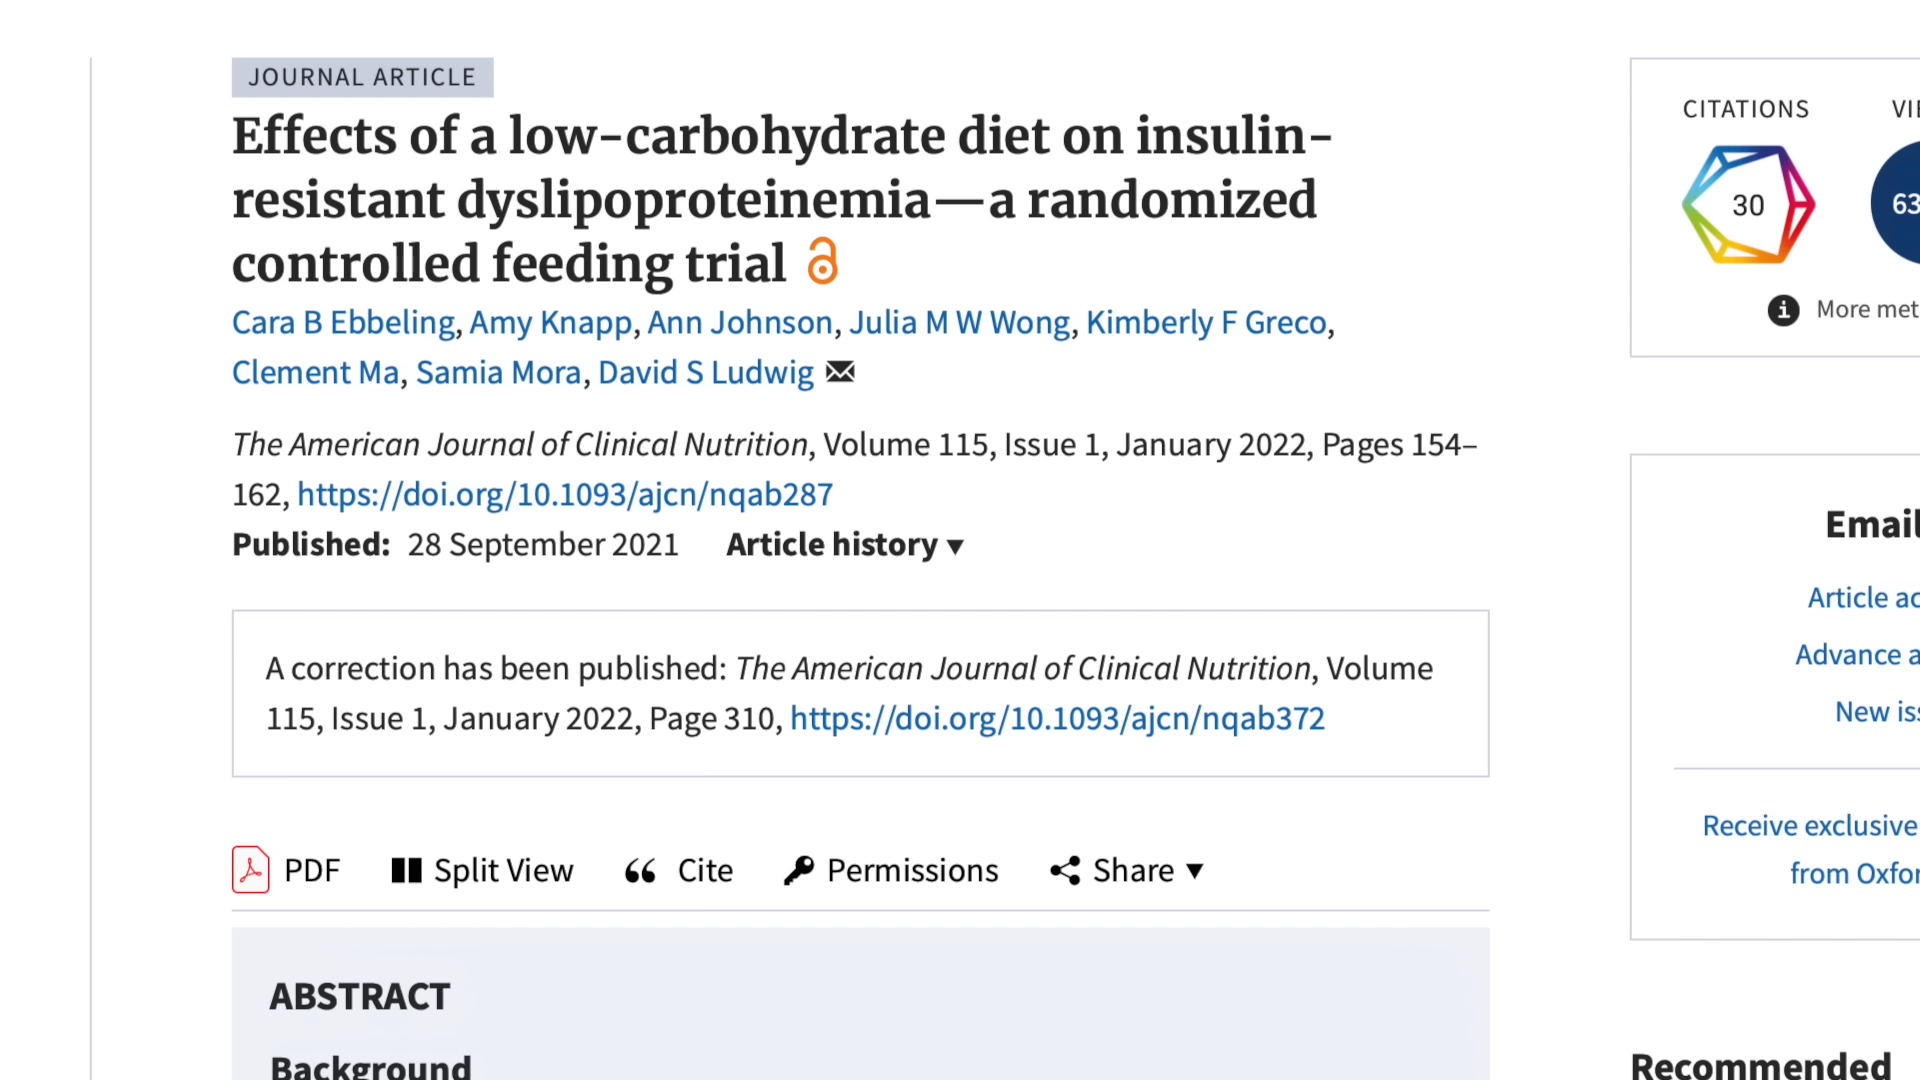 JOURNAL ARTICLE
Effects of a low-carbohydrate diet on insulin-
resistant dyslipoproteinemia—a randomized
controlled feeding trial
Cara B Ebbeling, Amy Knapp, Ann Johnson, Julia M W Wong, Kimberly F Greco,
Clement Ma, Samia Mora, David S Ludwig
The American Journal of Clinical Nutrition, Volume 115, Issue 1, January 2022, Pages 154–
162, https://doi.org/10.1093/ajcn/nqab287
Published: 28 September 2021 Article history ▼
A correction has been published: The American Journal of Clinical Nutrition, Volume
115, Issue 1, January 2022, Page 310, https://doi.org/10.1093/ajcn/nqab372
PDF Split View Cite Permissions Share ▼
ABSTRACT
Background
CITATIONS
30
63
More
Email
Article
Advance
New
Receive exclusive
from
Recommended